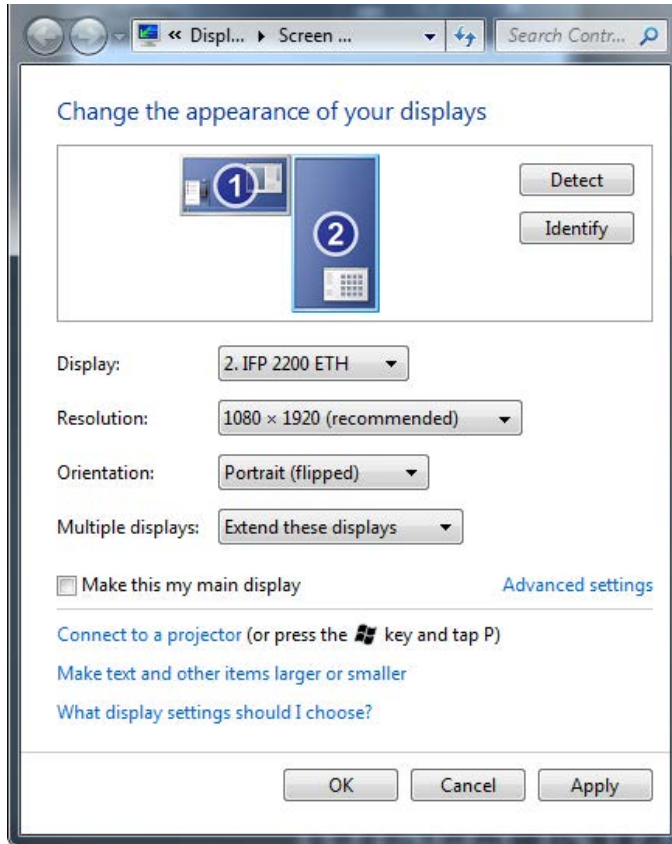 « Displ... ▸ Screen ... Search Contr...
Change the appearance of your displays
1
2
Detect
Identify
Display: 2. IFP 2200 ETH
Resolution: 1080 × 1920 (recommended)
Orientation: Portrait (flipped)
Multiple displays: Extend these displays
Make this my main display Advanced settings
Connect to a projector (or press the key and tap P)
Make text and other items larger or smaller
What display settings should I choose?
OK Cancel Apply